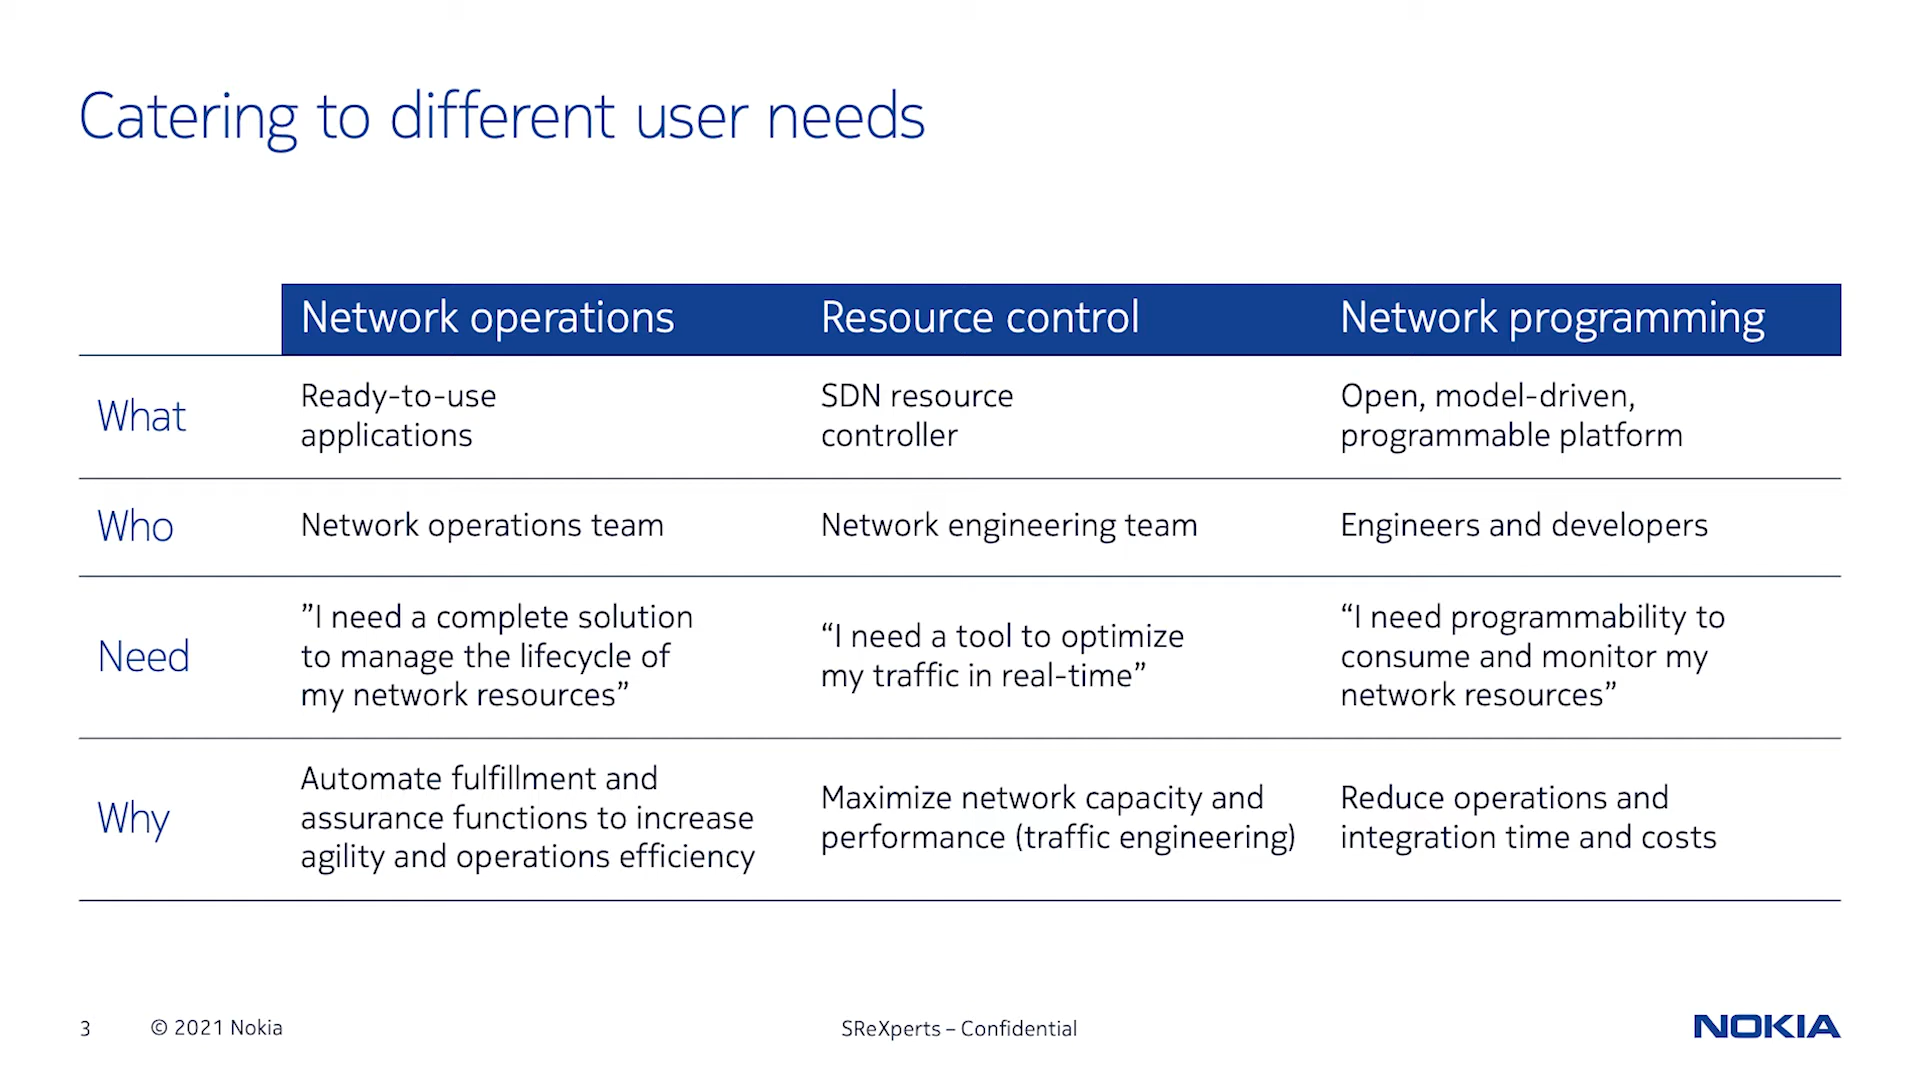 Catering to different user needs
Network operations
Resource control
Network programming
What
Ready-to-use
applications
SDN resource
controller
Open, model-driven,
programmable platform
Who
Network operations team
Network engineering team
Engineers and developers
Need
”I need a complete solution
to manage the lifecycle of
my network resources”
“I need a tool to optimize
my traffic in real-time”
“I need programmability to
consume and monitor my
network resources”
Why
Automate fulfillment and
assurance functions to increase
agility and operations efficiency
Maximize network capacity and
performance (traffic engineering)
Reduce operations and
integration time and costs
3
© 2021 Nokia
SReXperts – Confidential
NOKIA